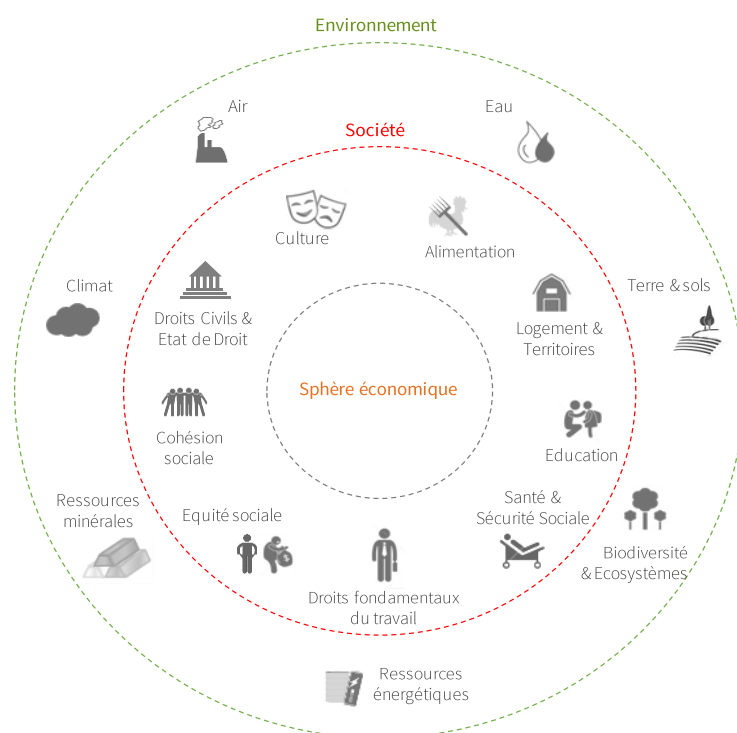 Environnement
Air
Eau
Société
Culture
Alimentation
Climat
Terre & sols
Droits Civils &
Etat de Droit
Logement &
Territoires
Sphère économique
Cohésion
sociale
Education
Ressources
minérales
Equité sociale
Santé &
Sécurité Sociale
Biodiversité
& Ecosystèmes
Droits fondamentaux
du travail
Ressources
énergétiques